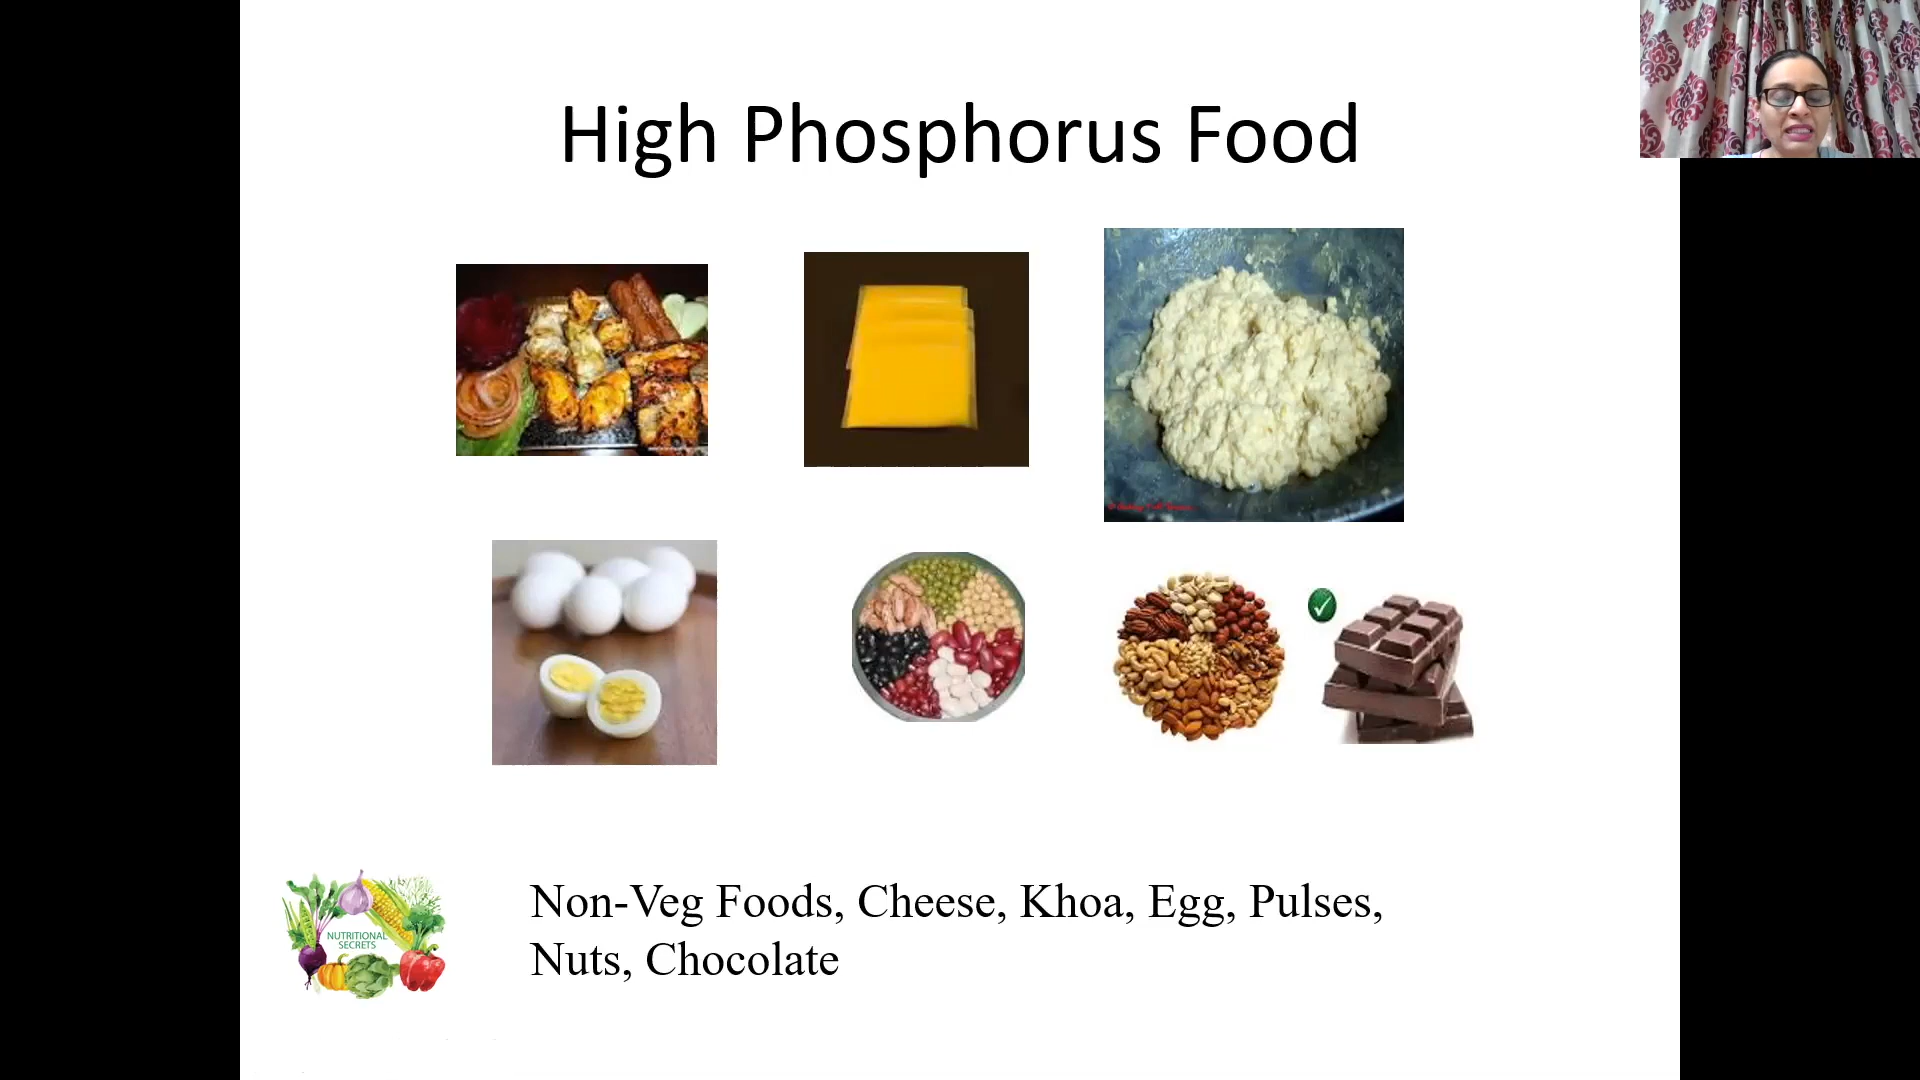 High Phosphorus Food
NUTRITIONAL
SECRETS
Non-Veg Foods, Cheese, Khoa, Egg, Pulses,
Nuts, Chocolate